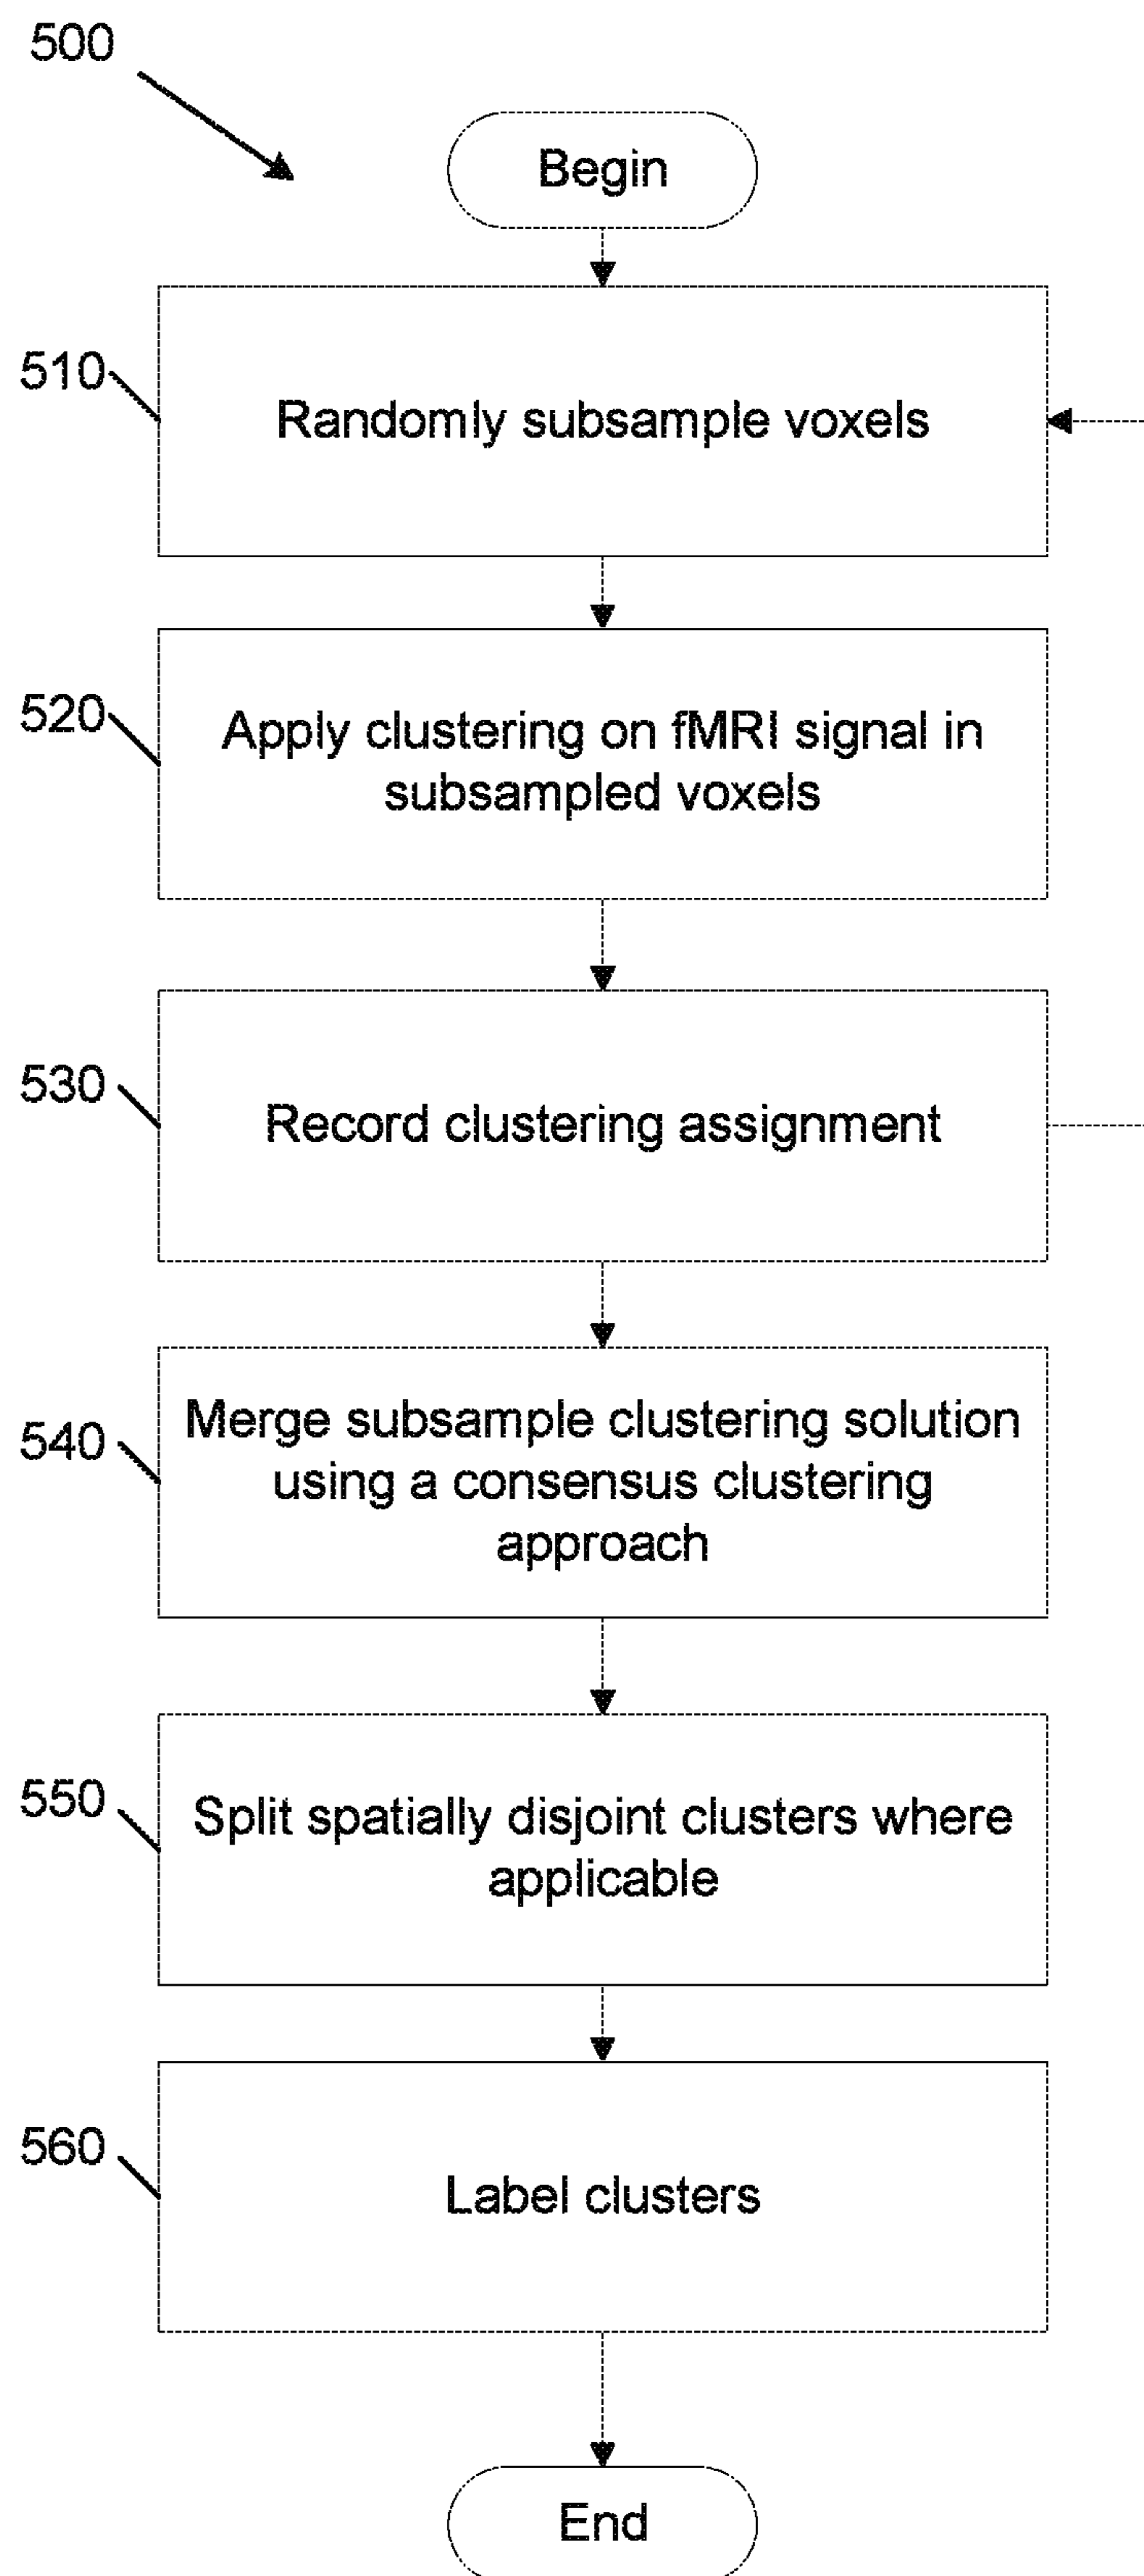 500
Begin
510
Randomly subsample voxels
520
Apply clustering on fMRI signal in
subsampled voxels
530
Record clustering assignment
540
Merge subsample clustering solution
using a consensus clustering
approach
550
Split spatially disjoint clusters where
applicable
560
Label clusters
End